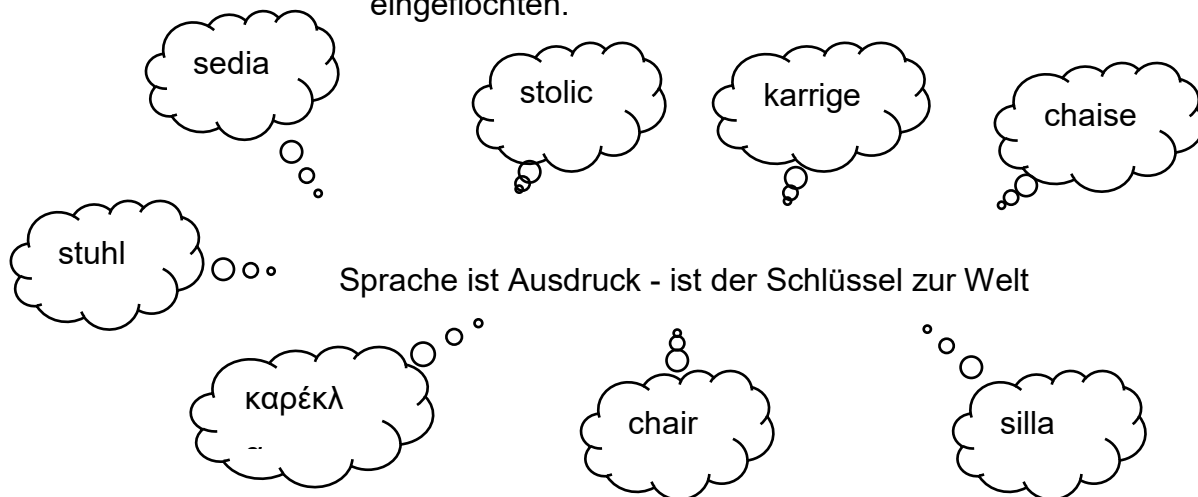 eingeflochten.
sedia
stolic
karrige
chaise
stuhl
Sprache ist Ausdruck - ist der Schlüssel zur Welt
καρέκλ
chair
silla